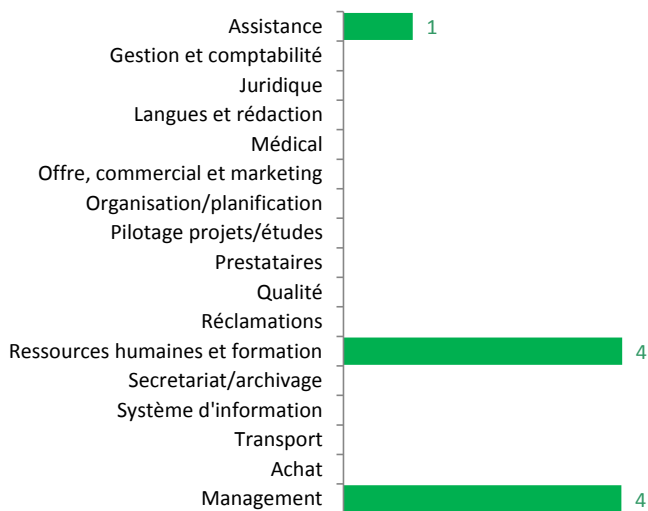 Assistance 1
Gestion et comptabilité
Juridique
Langues et rédaction
Médical
Offre, commercial et marketing
Organisation/planification
Pilotage projets/études
Prestataires
Qualité
Réclamations
Ressources humaines et formation 4
Secretariat/archivage
Système d'information
Transport
Achat
Management 4